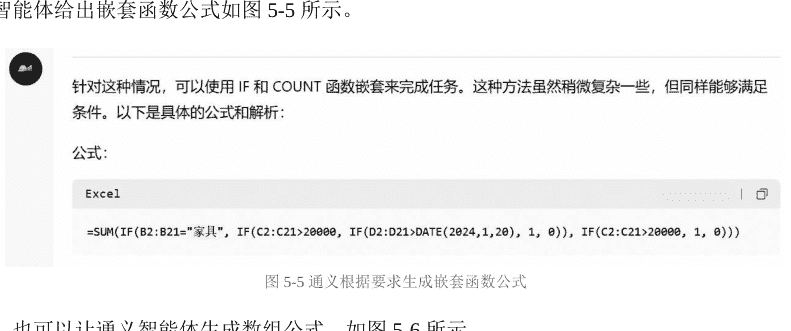 智能体给出嵌套函数公式如图 5-5 所示。
针对这种情况，可以使用 IF 和 COUNT 函数嵌套来完成任务。这种方法虽然稍微复杂一些，但同样能够满足
条件。以下是具体的公式和解析：
公式：
Excel
=SUM(IF(B2:B21="家具", IF(C2:C21>20000, IF(D2:D21>DATE(2024,1,20), 1, 0)), IF(C2:C21>20000, 1, 0)))
图 5-5 通义根据要求生成嵌套函数公式
也可以让通义智能体生成数组公式，如图 5-6 所示